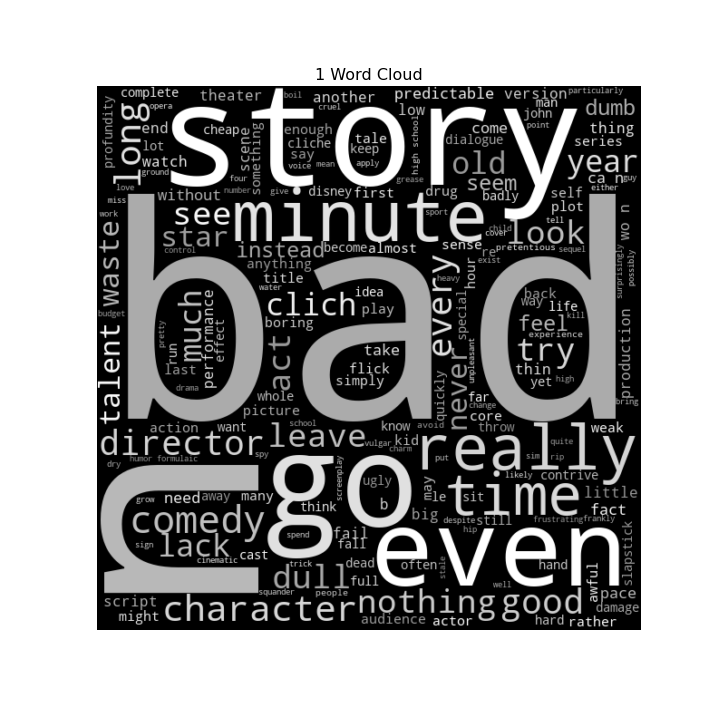 1 Word Cloud
complete
boil
particularly
theater
another
predictable
version
man
opera
cruel
low
john
dumb
profundity
long
story
end
cheap
enough
tale
come
point
thing
lot
scene
something
cliche
keep
high school
dialogue
series
watch
say
voice
mean
apply
old
year
ground
four
grease
seem
ca n
either
guy
love
number
give
disney
first
drug
badly
self
miss
without
see
minute
sport
plot
wo n
work
star
child
tell
look
waste
bad
instead
become
almost
sense
cover
pretentious
sequel
control
anything
re
exist
surprisingly
possibly
title
every
hour
heavy
water
idea
back
much
performance
effect
clich
play
special
way
life
budget
feel
kill
talent
pretty
boring
experience
production
run
act
take
try
unpleasant
last
flick
thin
simply
yet
high
drama
whole
quickly
never
far
change
picture
core
bring
action
want
school
know
avoid
throw
weak
director
leave
kid
really
quite
spy
vulgar
charm
dry
humor
formulaic
put
sim
rip
n
go
screenplay
ugly
may
likely
contrive
grow
need
away
many
le
sit
time
little
think
b
fact
comedy
big
despite
still
frustrating
frankly
sign
spend
fail
hip
even
lack
cast
fall
slapstick
cinematic
trick
dead
often
hand
dull
full
stale
awful
squander
people
well
pace
script
character
nothing
good
damage
might
audience
actor
hard
rather